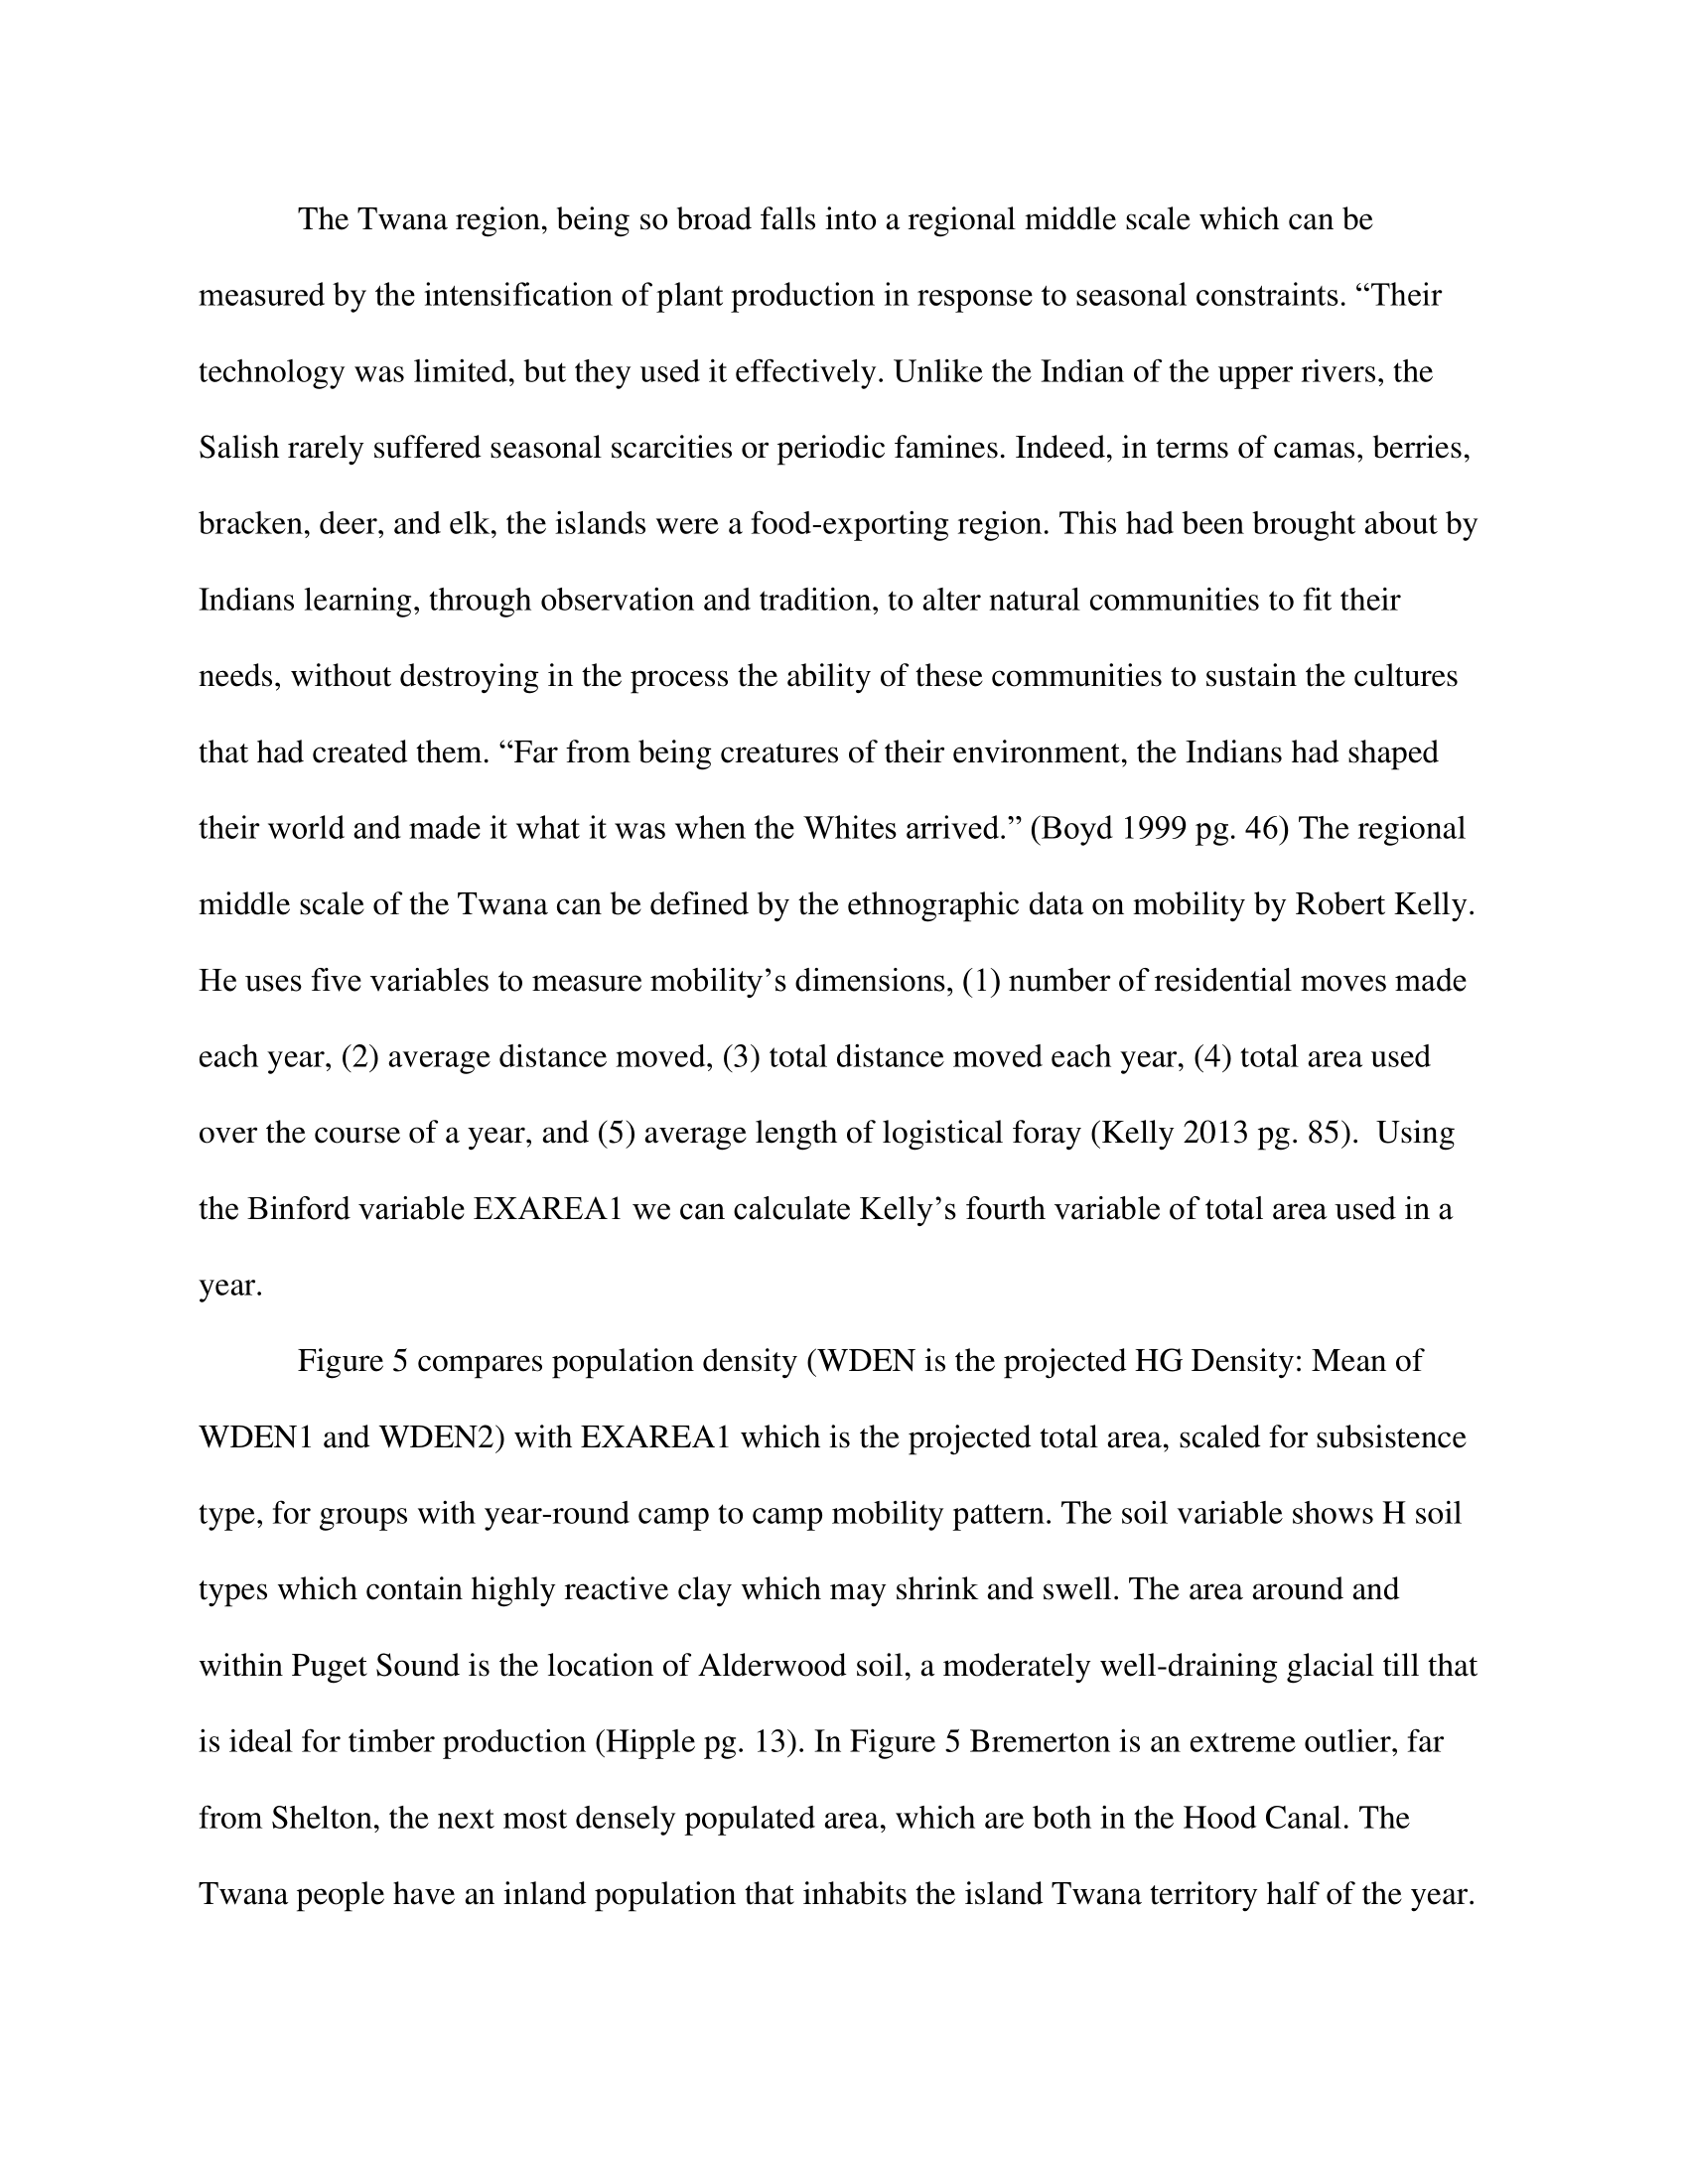 The Twana region, being so broad falls into a regional middle scale which can be
measured by the intensification of plant production in response to seasonal constraints. “Their
technology was limited, but they used it effectively. Unlike the Indian of the upper rivers, the
Salish rarely suffered seasonal scarcities or periodic famines. Indeed, in terms of camas, berries,
bracken, deer, and elk, the islands were a food-exporting region. This had been brought about by
Indians learning, through observation and tradition, to alter natural communities to fit their
needs, without destroying in the process the ability of these communities to sustain the cultures
that had created them. “Far from being creatures of their environment, the Indians had shaped
their world and made it what it was when the Whites arrived.” (Boyd 1999 pg. 46) The regional
middle scale of the Twana can be defined by the ethnographic data on mobility by Robert Kelly.
He uses five variables to measure mobility’s dimensions, (1) number of residential moves made
each year, (2) average distance moved, (3) total distance moved each year, (4) total area used
over the course of a year, and (5) average length of logistical foray (Kelly 2013 pg. 85).  Using
the Binford variable EXAREA1 we can calculate Kelly’s fourth variable of total area used in a
year.
Figure 5 compares population density (WDEN is the projected HG Density: Mean of
WDEN1 and WDEN2) with EXAREA1 which is the projected total area, scaled for subsistence
type, for groups with year-round camp to camp mobility pattern. The soil variable shows H soil
types which contain highly reactive clay which may shrink and swell. The area around and
within Puget Sound is the location of Alderwood soil, a moderately well-draining glacial till that
is ideal for timber production (Hipple pg. 13). In Figure 5 Bremerton is an extreme outlier, far
from Shelton, the next most densely populated area, which are both in the Hood Canal. The
Twana people have an inland population that inhabits the island Twana territory half of the year.